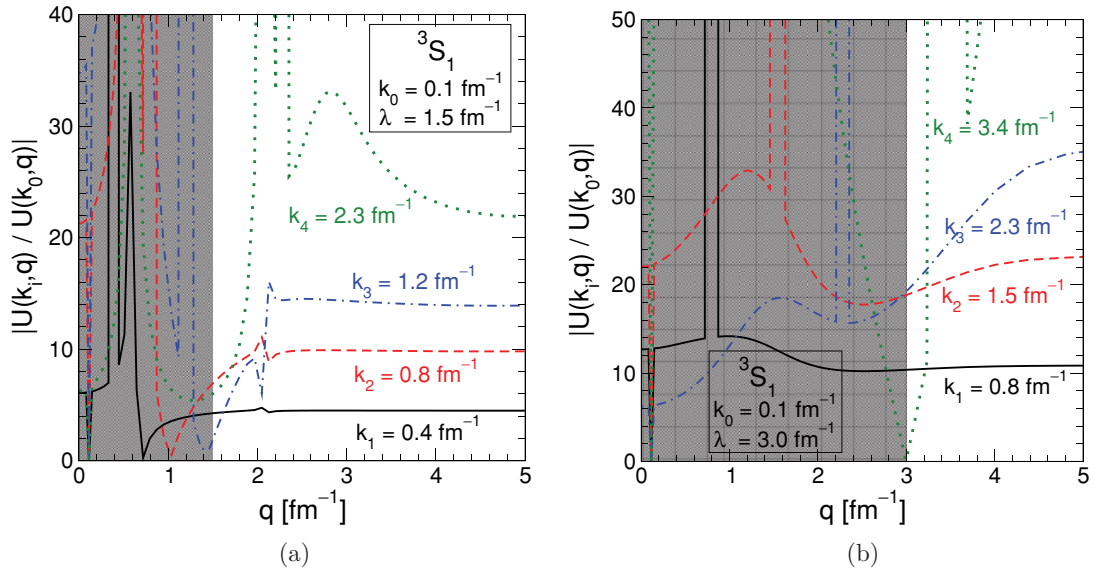 40
30
20
10
0
0
1
2
3
4
5
|U(kᵢ,q) / U(k₀,q)|
q [fm⁻¹]
³S₁
k₀ = 0.1 fm⁻¹
λ = 1.5 fm⁻¹
k₄ = 2.3 fm⁻¹
k₃ = 1.2 fm⁻¹
k₂ = 0.8 fm⁻¹
k₁ = 0.4 fm⁻¹
(a)
50
40
30
20
10
0
0
1
2
3
4
5
|U(kᵢ,q) / U(k₀,q)|
q [fm⁻¹]
k₄ = 3.4 fm⁻¹
k₃ = 2.3 fm⁻¹
k₂ = 1.5 fm⁻¹
k₁ = 0.8 fm⁻¹
³S₁
k₀ = 0.1 fm⁻¹
λ = 3.0 fm⁻¹
(b)